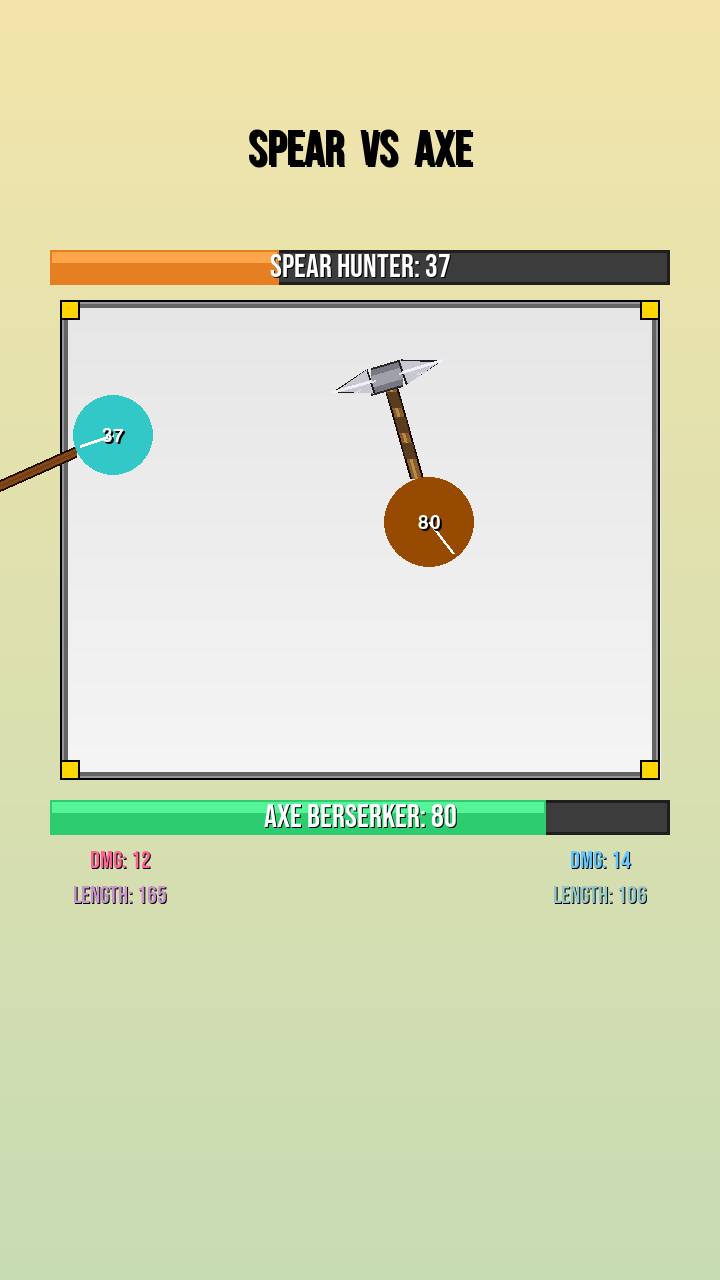 SPEAR VS AXE
SPEAR HUNTER: 37
37
80
AXE BERSERKER: 80
DMG: 12
DMG: 14
LENGTH: 165
LENGTH: 106